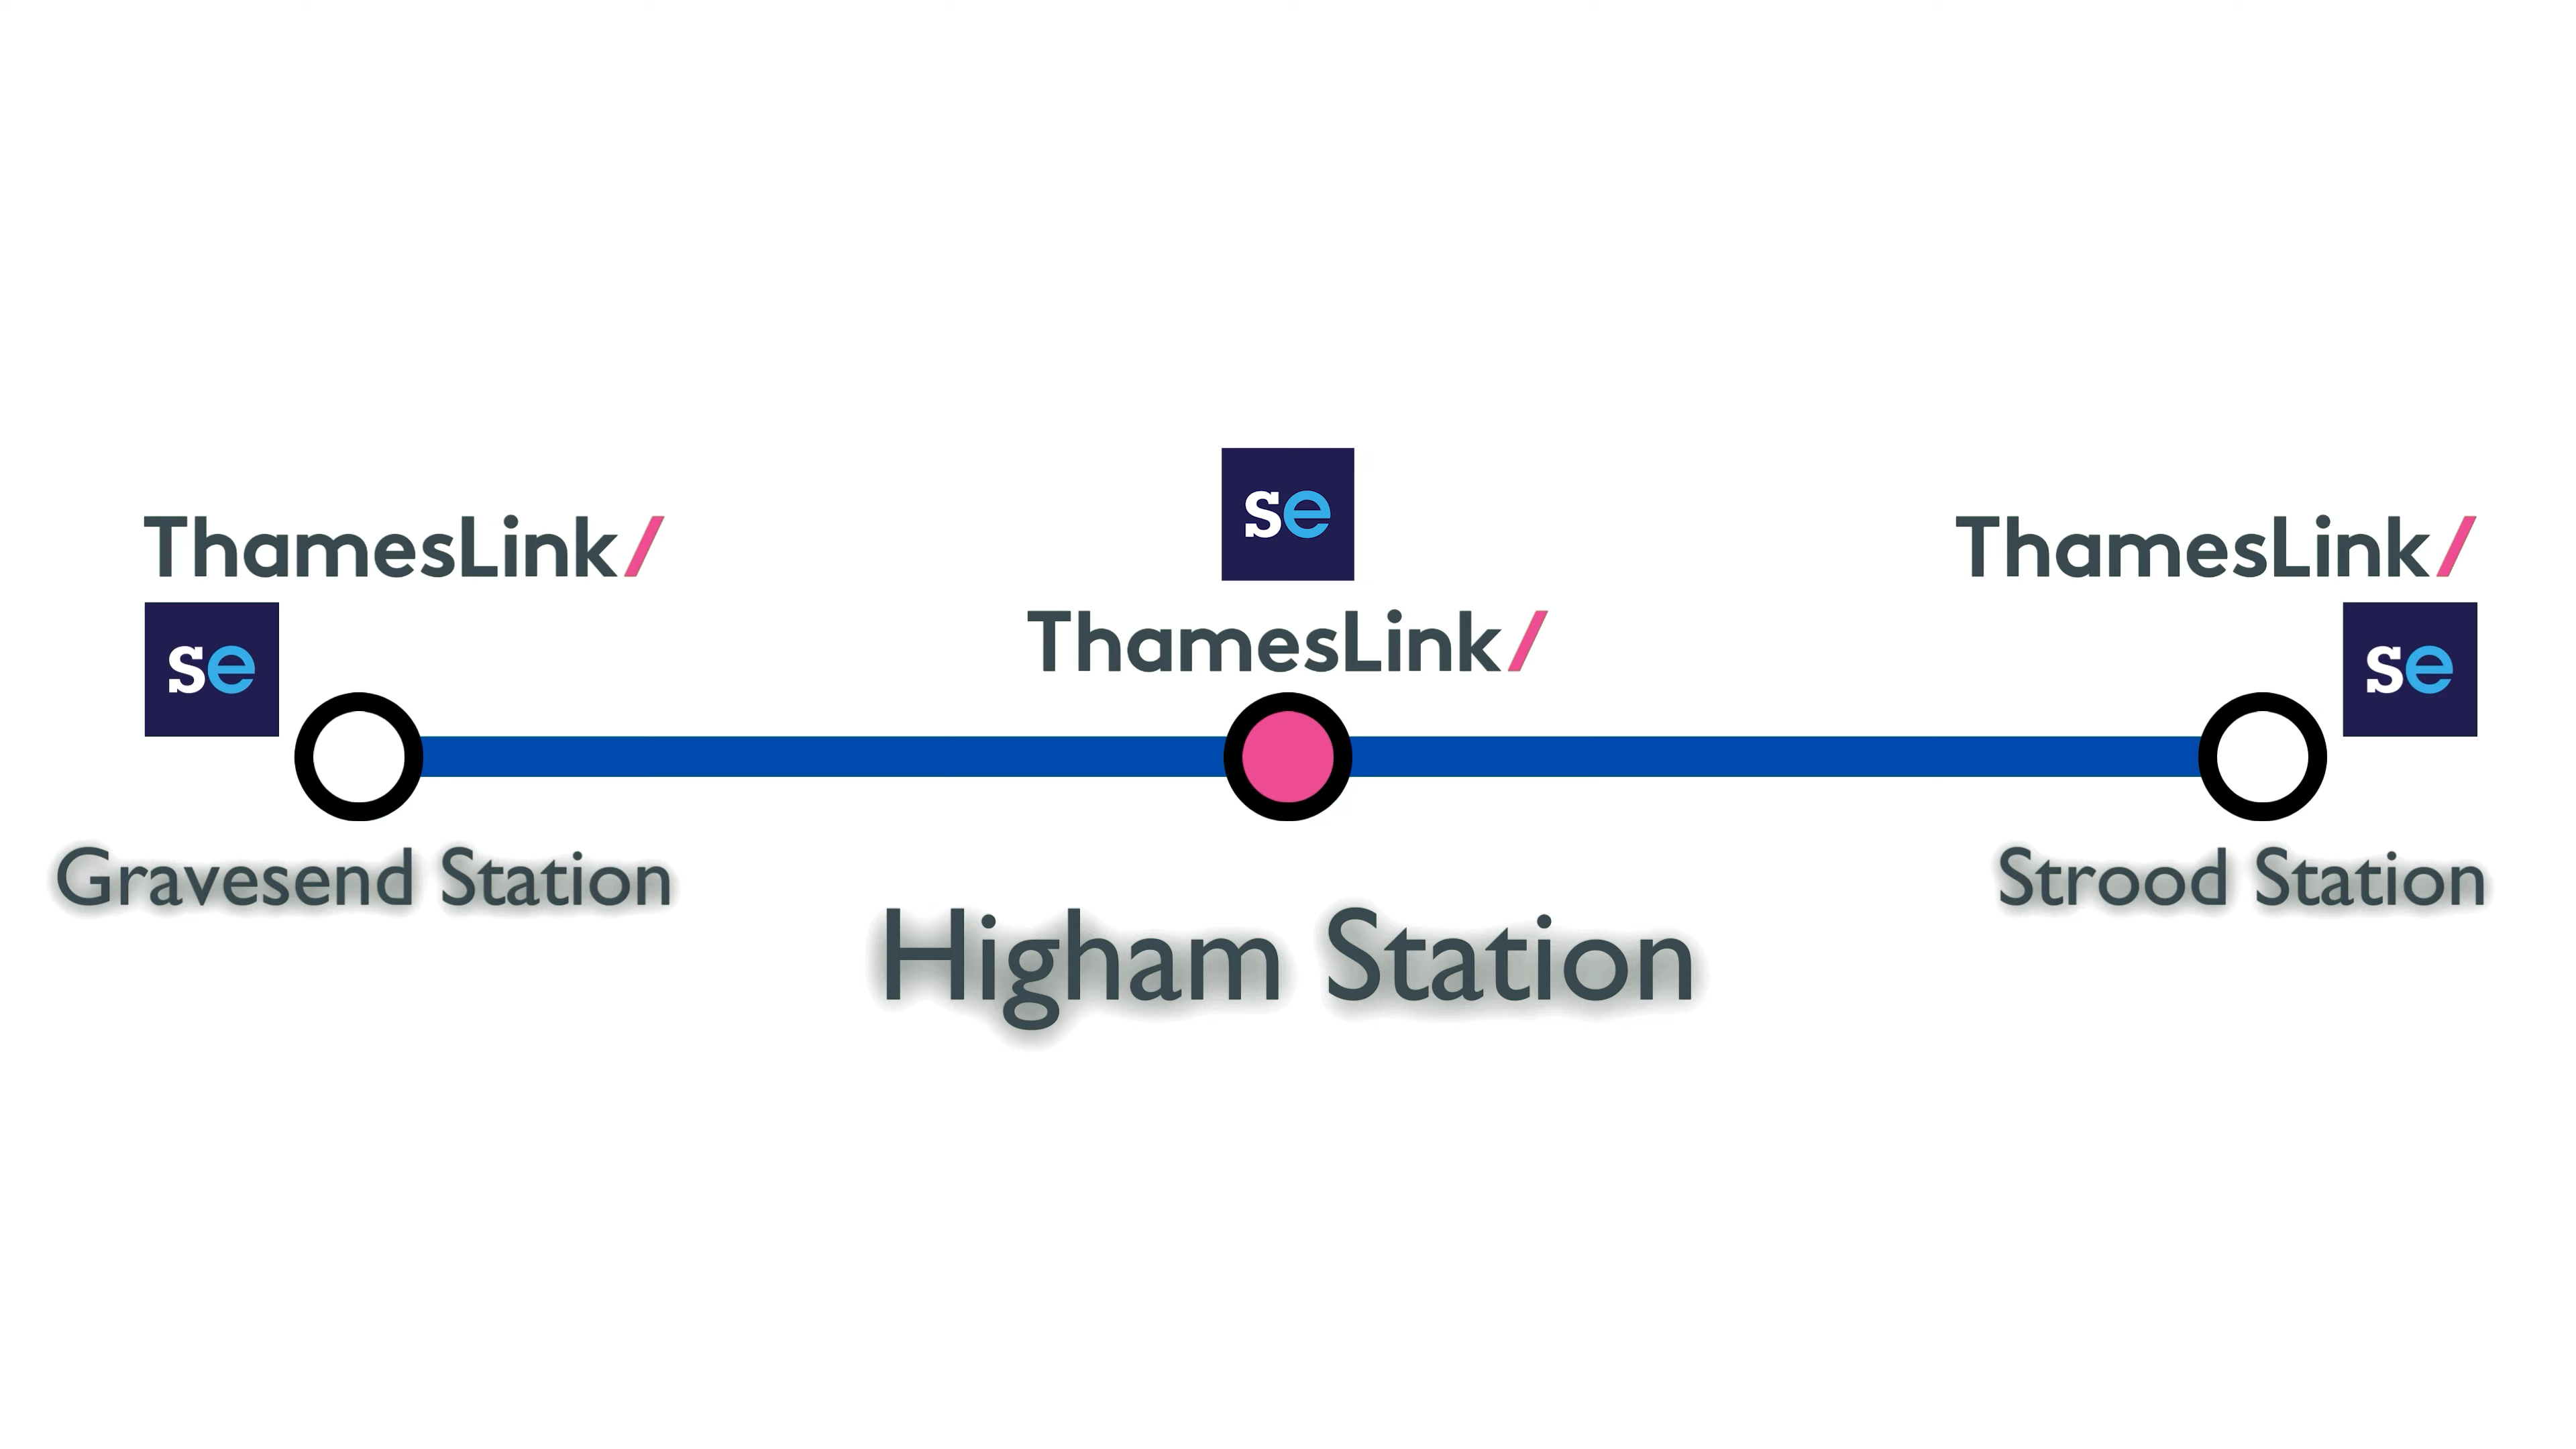 se
ThamesLink/
ThamesLink/
ThamesLink/
se
se
Gravesend Station
Higham Station
Strood Station